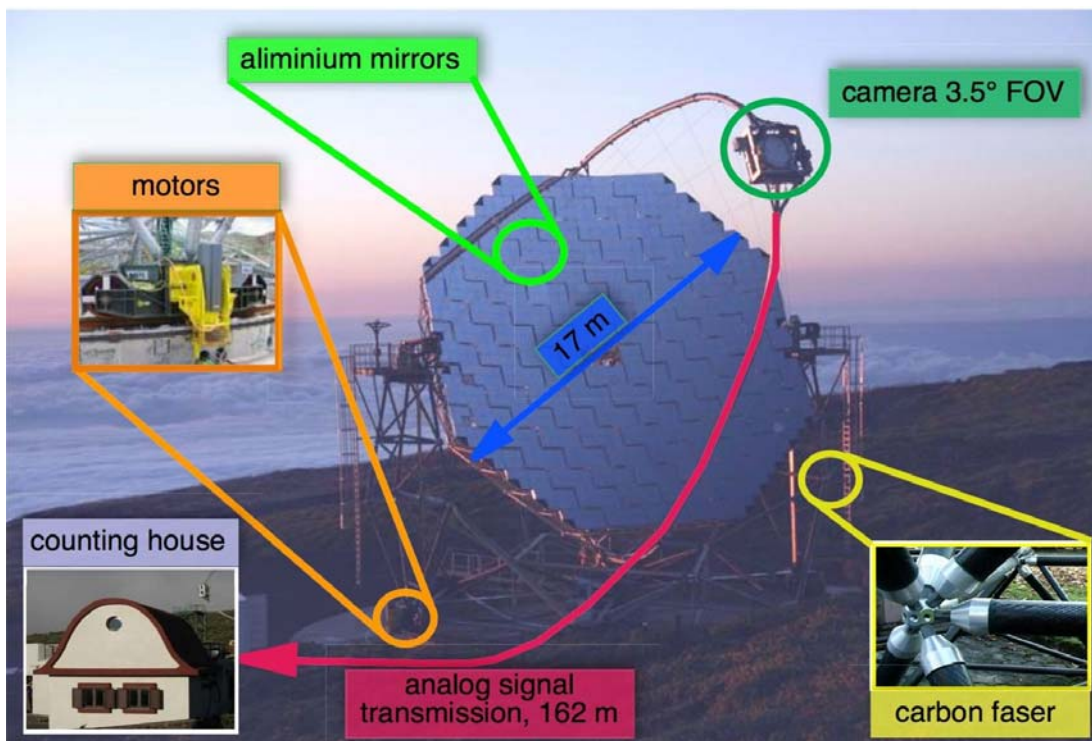 aliminium mirrors
camera 3.5° FOV
motors
17 m
counting house
analog signal
transmission, 162 m
carbon faser